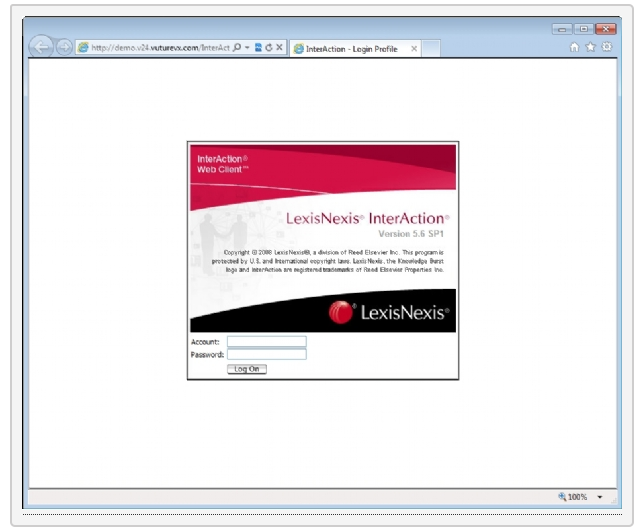 http://demo.v24.vuturevx.com/InterAct
InterAction - Login Profile
InterAction®
Web Client™
LexisNexis® InterAction®
Version 5.6 SP1
Copyright © 2008 LexisNexis®, a division of Reed Elsevier Inc. This program is
protected by U.S. and International copyright laws. LexisNexis, the Knowledge Burst
logo and InterAction are registered trademarks of Reed Elsevier Properties Inc.
LexisNexis®
Account:
Password:
Log On
100%